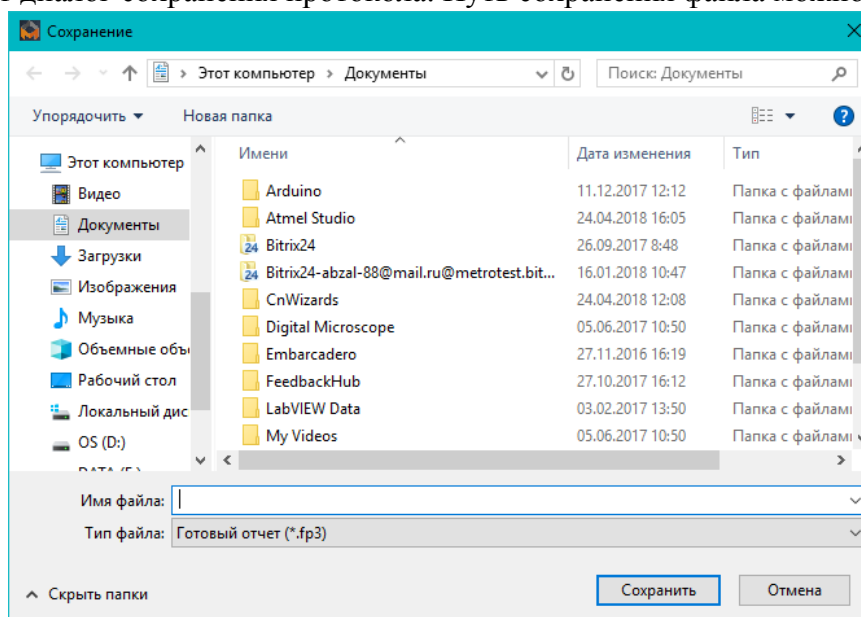 диалог сохранения протокола. Путь сохранения файла можно
Сохранение
Этот компьютер › Документы
Поиск: Документы
Упорядочить
Новая папка
Имени
Дата изменения
Тип
Этот компьютер
Видео
Документы
Загрузки
Изображения
Музыка
Объемные объ
Рабочий стол
Локальный дис
OS (D:)
Arduino 11.12.2017 12:12 Папка с файлами
Atmel Studio 24.04.2018 16:05 Папка с файлами
Bitrix24 26.09.2017 8:48 Папка с файлами
Bitrix24-abzal-88@mail.ru@metrotest.bit... 16.01.2018 10:47 Папка с файлами
CnWizards 24.04.2018 12:08 Папка с файлами
Digital Microscope 05.06.2017 10:50 Папка с файлами
Embarcadero 27.11.2016 16:19 Папка с файлами
FeedbackHub 27.10.2017 16:12 Папка с файлами
LabVIEW Data 03.02.2017 13:50 Папка с файлами
My Videos 05.06.2017 10:50 Папка с файлами
Имя файла:
Тип файла: Готовый отчет (*.fp3)
Скрыть папки
Сохранить
Отмена